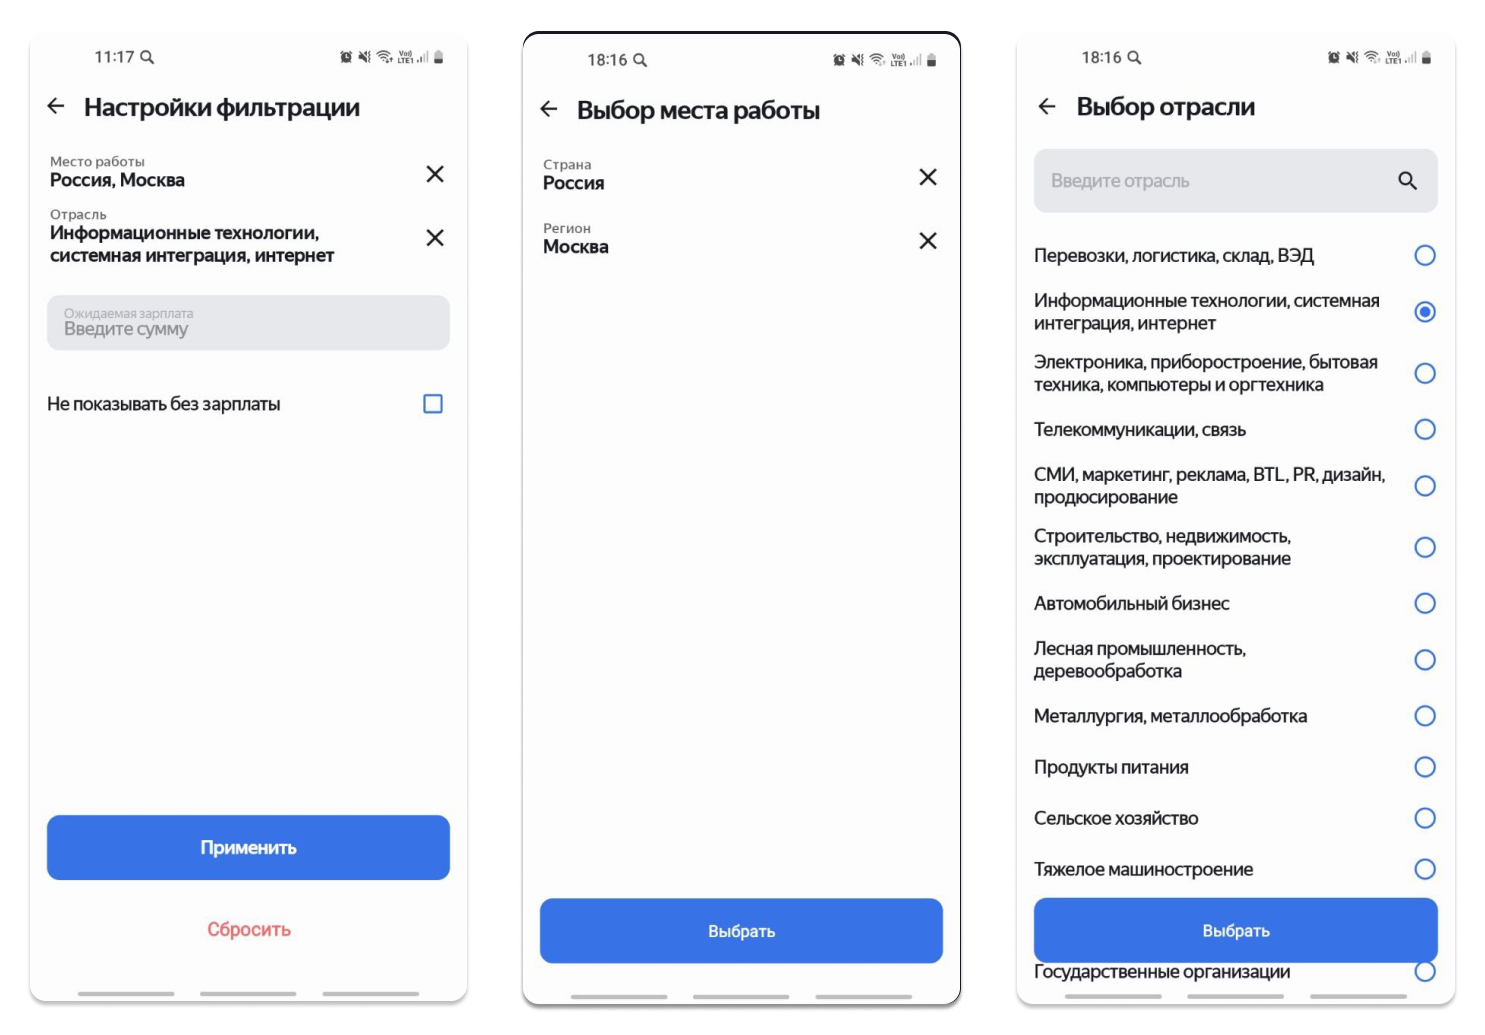 11:17
Настройки фильтрации
Место работы
Россия, Москва
Отрасль
Информационные технологии,
системная интеграция, интернет
Ожидаемая зарплата
Введите сумму
Не показывать без зарплаты
Применить
Сбросить
18:16
Vo))
LTE1
Выбор места работы
Страна
Россия
Регион
Москва
Выбрать
18:16
Vo))
LTE1
Выбор отрасли
Введите отрасль
Перевозки, логистика, склад, ВЭД
Информационные технологии, системная
интеграция, интернет
Электроника, приборостроение, бытовая
техника, компьютеры и оргтехника
Телекоммуникации, связь
СМИ, маркетинг, реклама, BTL, PR, дизайн,
продюсирование
Строительство, недвижимость,
эксплуатация, проектирование
Автомобильный бизнес
Лесная промышленность,
деревообработка
Металлургия, металлообработка
Продукты питания
Сельское хозяйство
Тяжелое машиностроение
Выбрать
Государственные организации